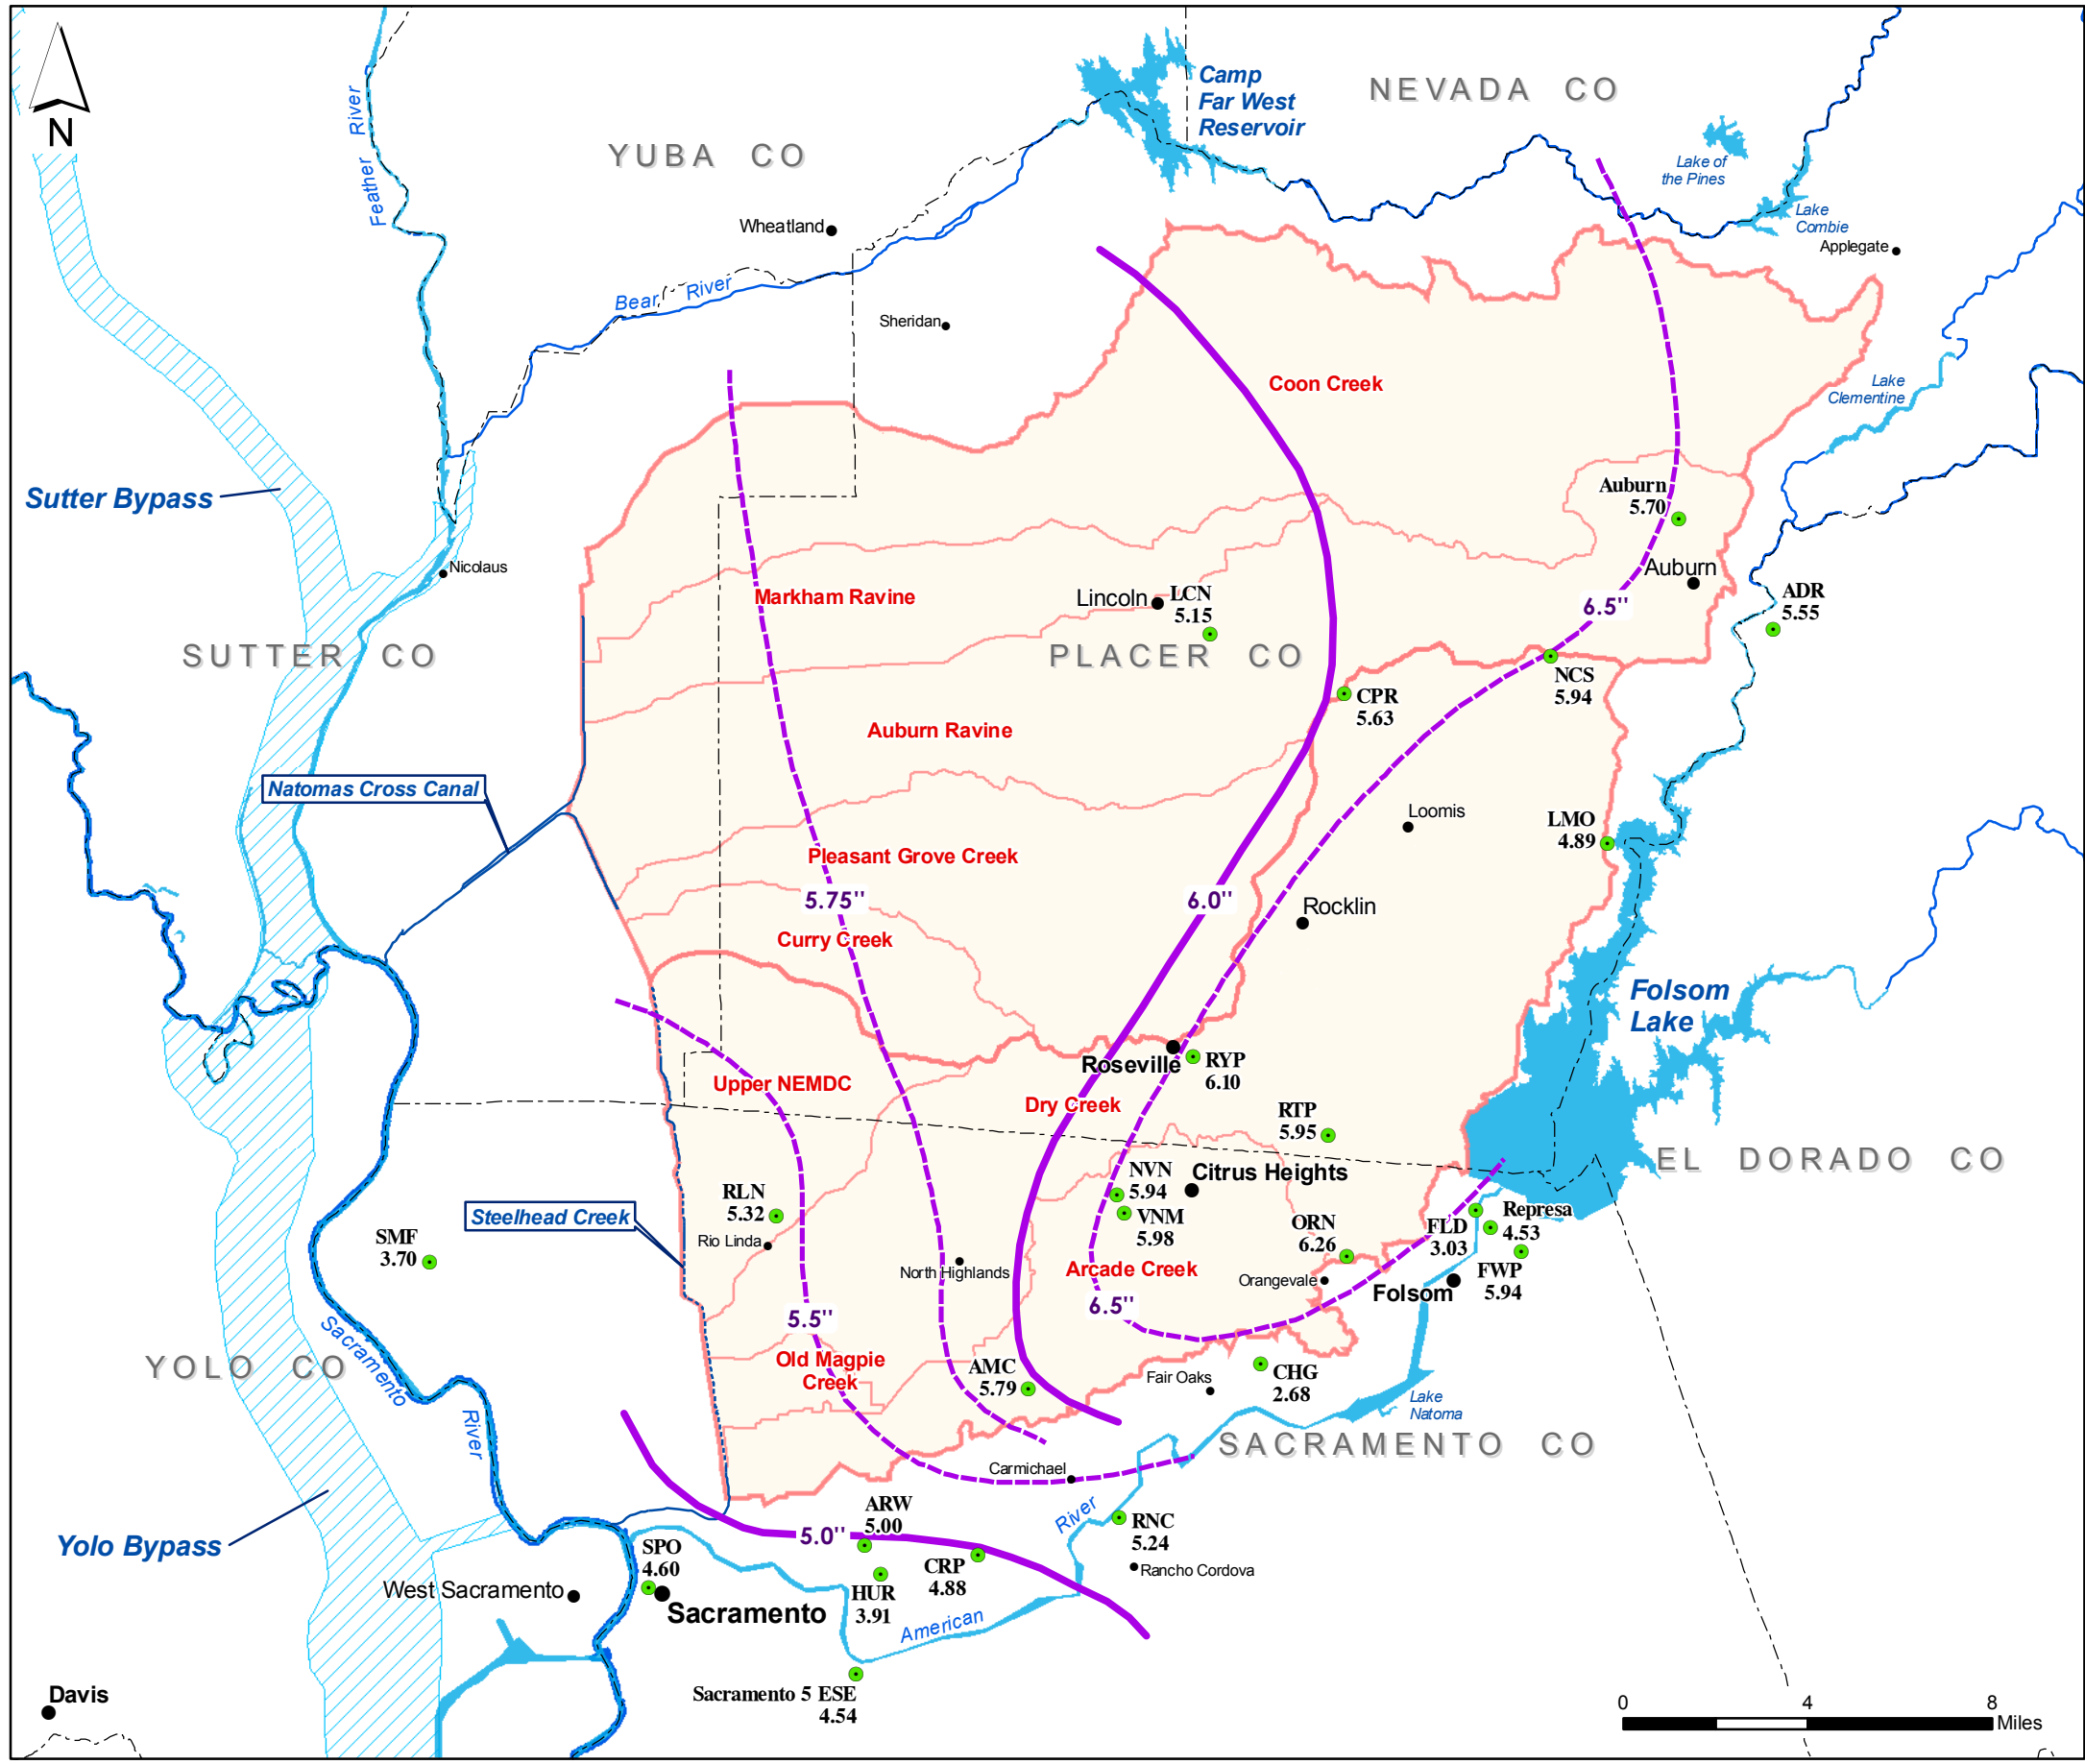 N
Feather River
YUBA CO
Camp
Far West
Reservoir
NEVADA CO
Lake of
the Pines
Lake
Combie
Applegate
Wheatland
Bear River
Sheridan
Coon Creek
Lake
Clementine
Sutter Bypass
Nicolaus
Auburn
5.70
Auburn
ADR
5.55
Markham Ravine
Lincoln
LCN
5.15
6.5"
SUTTER CO
PLACER CO
NCS
5.94
CPR
5.63
Auburn Ravine
Natomas Cross Canal
Loomis
LMO
4.89
Pleasant Grove Creek
5.75"
6.0"
Rocklin
Curry Creek
Folsom
Lake
Roseville
RYP
6.10
Upper NEMDC
Dry Creek
RTP
5.95
EL DORADO CO
NVN
5.94
Citrus Heights
RLN
5.32
VNM
5.98
Steelhead Creek
Rio Linda
SMF
3.70
ORN
6.26
FLD
3.03
Represa
4.53
North Highlands
Arcade Creek
Orangevale
FWP
5.94
Folsom
6.5"
5.5"
YOLO CO
Sacramento River
Old Magpie
Creek
AMC
5.79
Fair Oaks
CHG
2.68
Lake
Natoma
SACRAMENTO CO
Carmichael
ARW
5.00
River
RNC
5.24
5.0"
Yolo Bypass
SPO
4.60
CRP
4.88
Rancho Cordova
West Sacramento
HUR
3.91
Sacramento
American
Sacramento 5 ESE
4.54
Davis
0 4 8
Miles